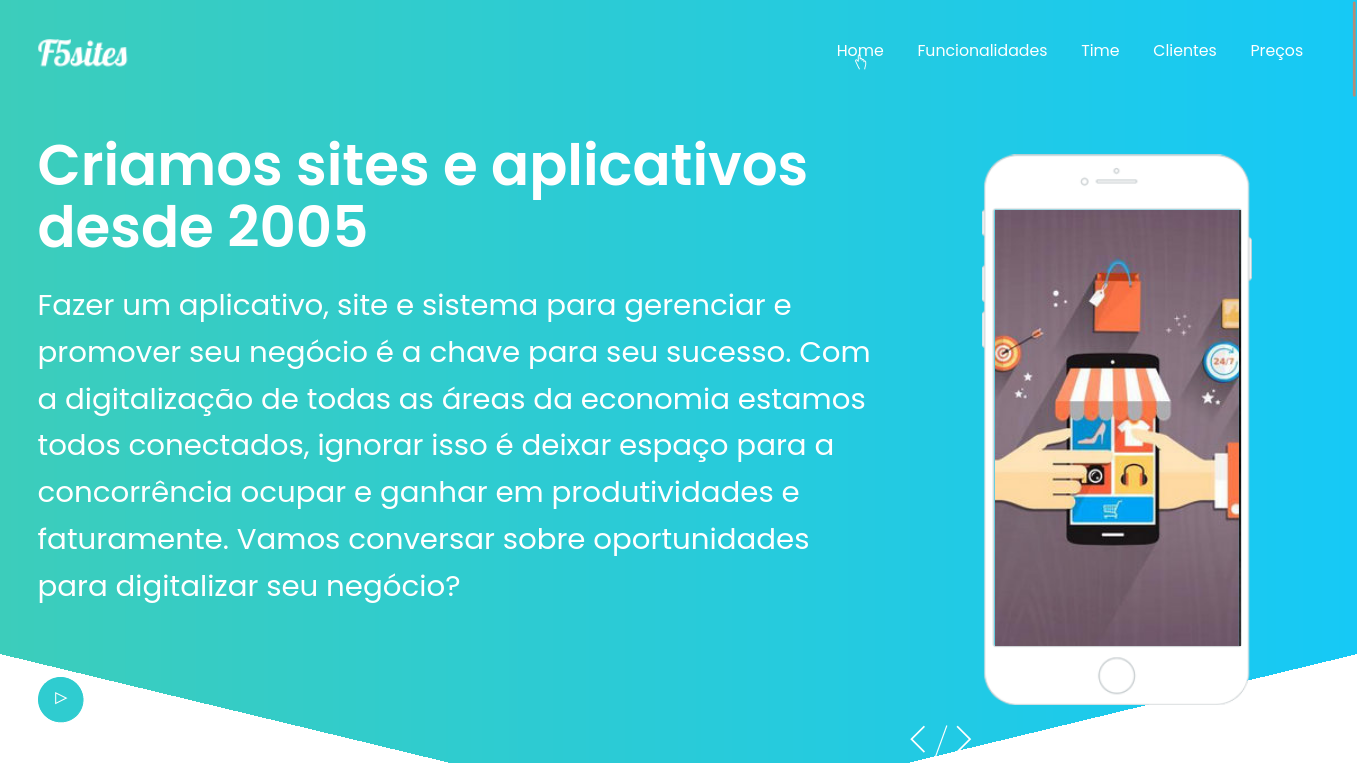 F5sites
Home Funcionalidades Time Clientes Preços
Criamos sites e aplicativos
desde 2005
Fazer um aplicativo, site e sistema para gerenciar e
promover seu negócio é a chave para seu sucesso. Com
a digitalização de todas as áreas da economia estamos
todos conectados, ignorar isso é deixar espaço para a
concorrência ocupar e ganhar em produtividades e
faturamente. Vamos conversar sobre oportunidades
para digitalizar seu negócio?
24/7